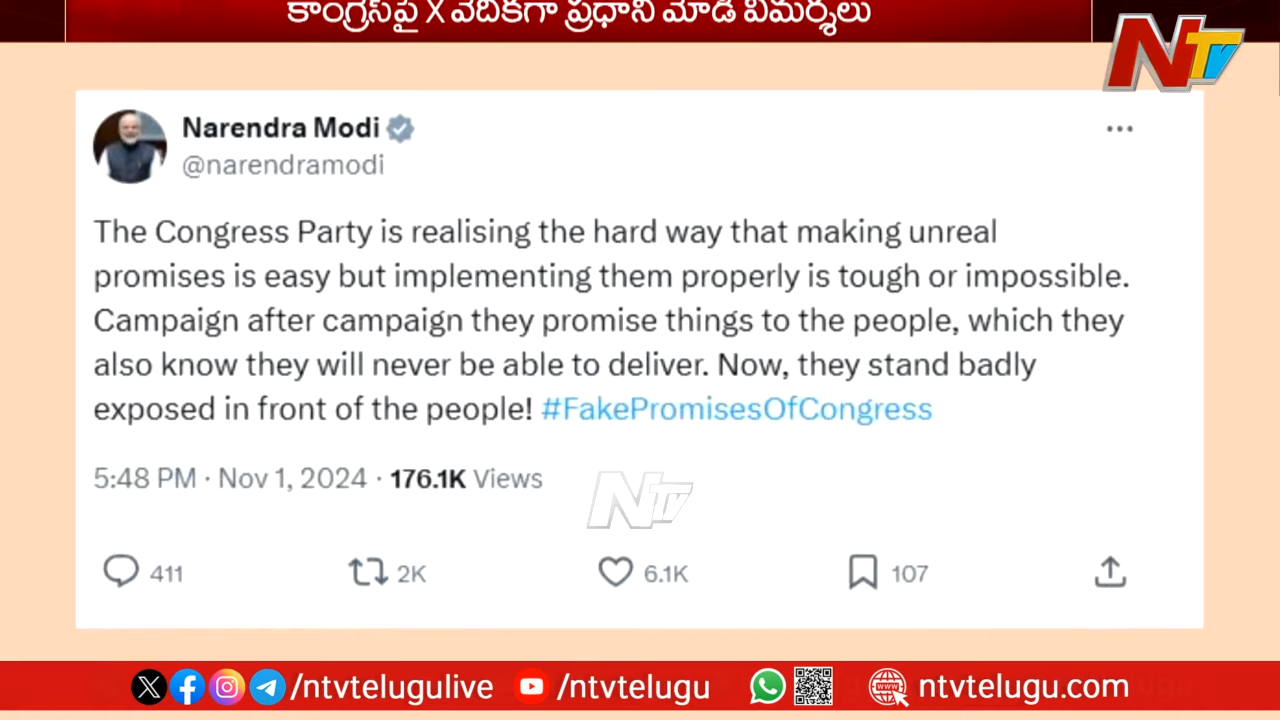 కాంగ్రెస్‌పై X వేదికగా ప్రధాని మోడీ విమర్శలు
NTV
Narendra Modi
@narendramodi
The Congress Party is realising the hard way that making unreal
promises is easy but implementing them properly is tough or impossible.
Campaign after campaign they promise things to the people, which they
also know they will never be able to deliver. Now, they stand badly
exposed in front of the people! #FakePromisesOfCongress
5:48 PM · Nov 1, 2024 · 176.1K Views
NTV
411 2K 6.1K 107
/ntvtelugulive /ntvtelugu www ntvtelugu.com